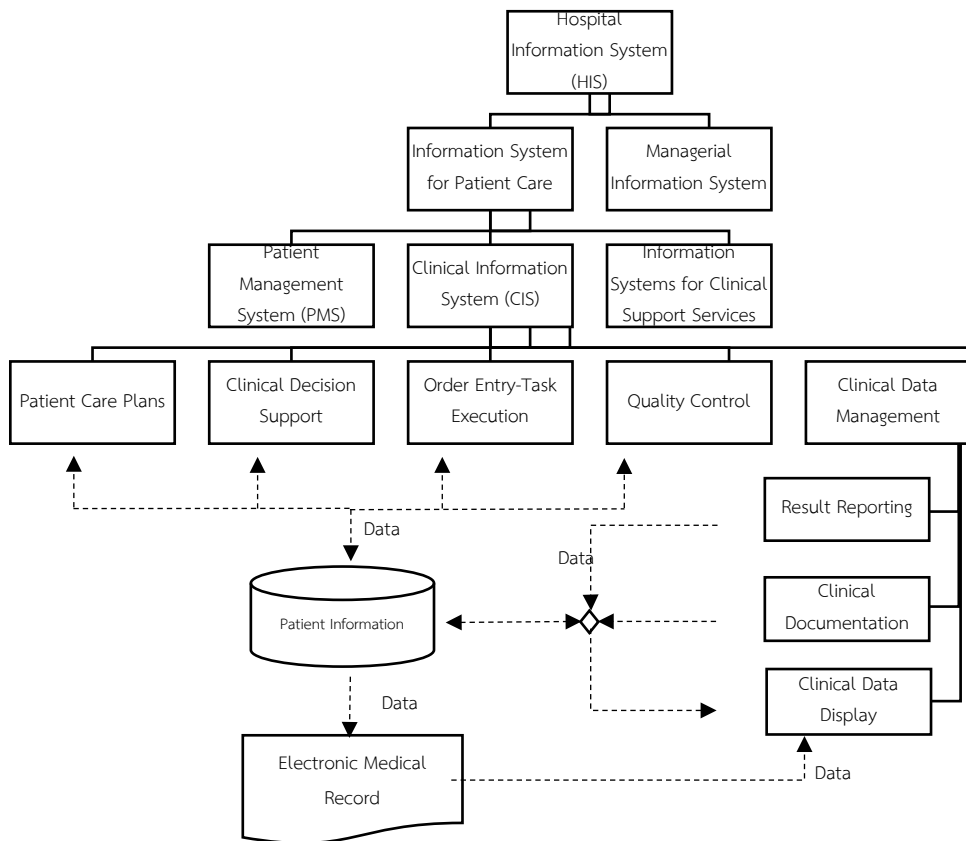 Hospital
Information System
(HIS)
Information System
for Patient Care
Managerial
Information System
Patient
Management
System (PMS)
Clinical Information
System (CIS)
Information
Systems for Clinical
Support Services
Patient Care Plans
Clinical Decision
Support
Order Entry-Task
Execution
Quality Control
Clinical Data
Management
Result Reporting
Data
Data
Clinical
Documentation
Patient Information
Clinical Data
Display
Data
Electronic Medical
Record
Data